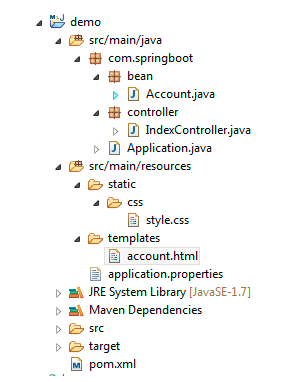 demo
src/main/java
com.springboot
bean
Account.java
controller
IndexController.java
Application.java
src/main/resources
static
css
style.css
templates
account.html
application.properties
JRE System Library [JavaSE-1.7]
Maven Dependencies
src
target
pom.xml